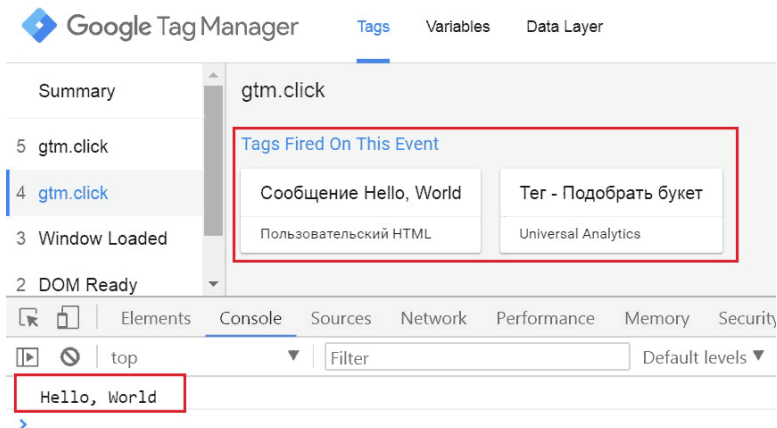 Google Tag Manager Tags Variables Data Layer
Summary
gtm.click
5 gtm.click
Tags Fired On This Event
4 gtm.click
Сообщение Hello, World Тег - Подобрать букет
Пользовательский HTML Universal Analytics
3 Window Loaded
2 DOM Ready
Elements Console Sources Network Performance Memory Security
top Filter Default levels
Hello, World